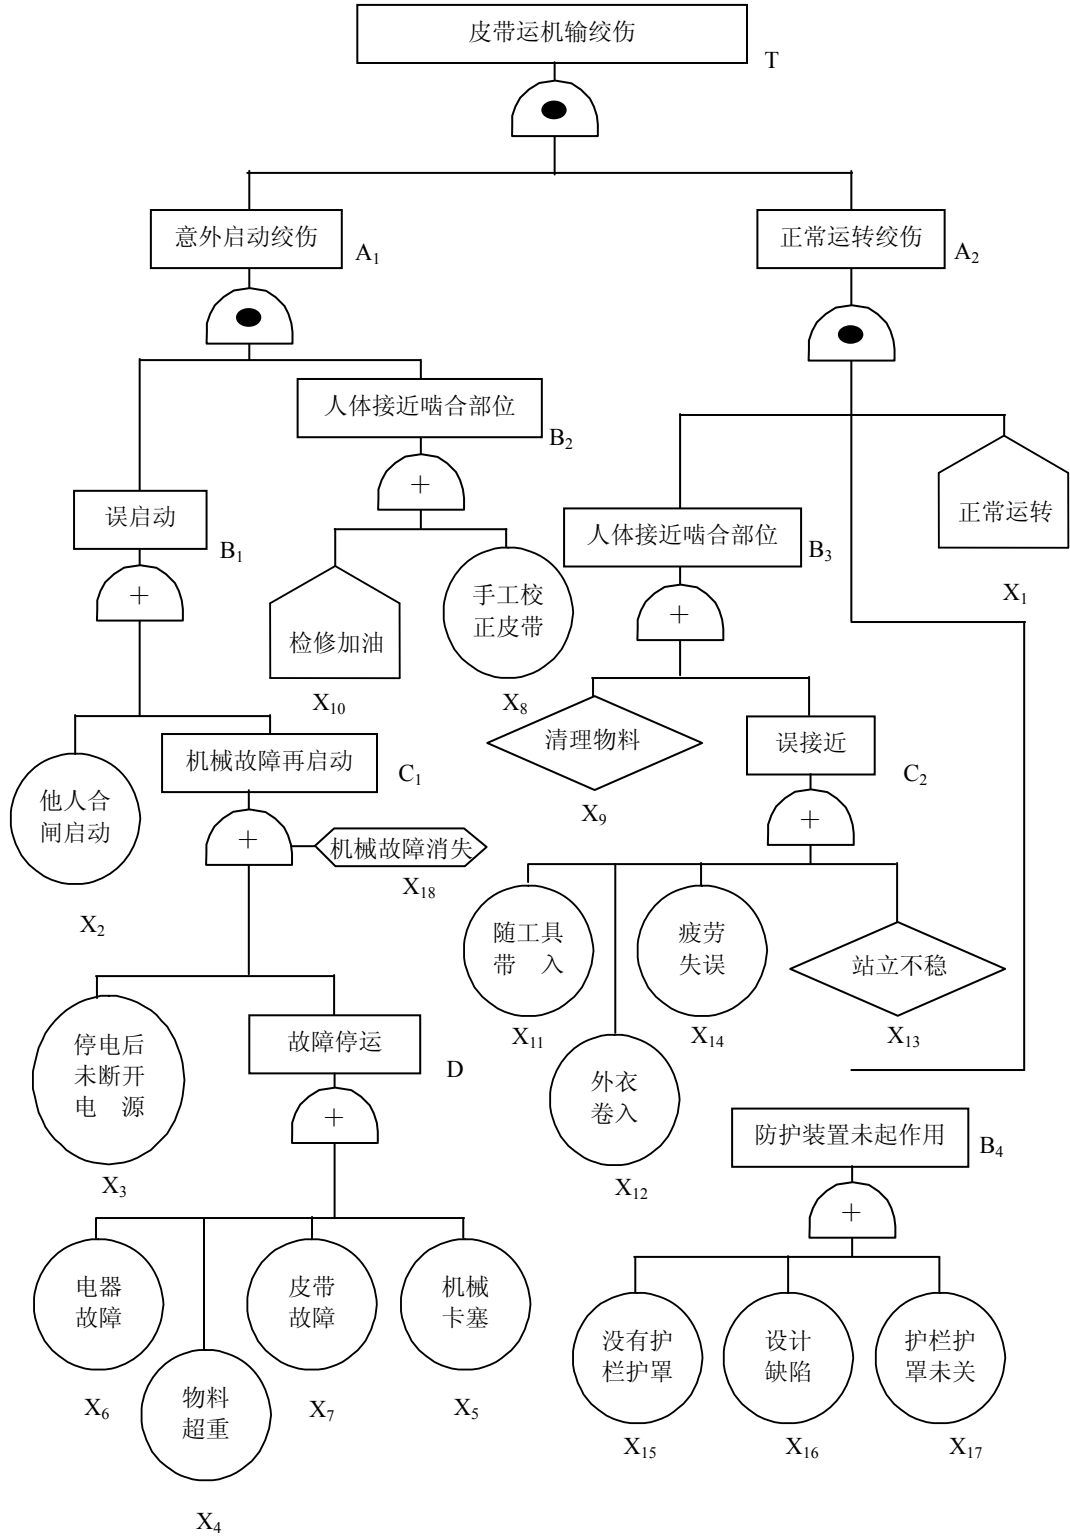 皮带运机输绞伤
T
意外启动绞伤
A1
正常运转绞伤
A2
人体接近啮合部位
B2
误启动
B1
+
+
检修加油
X10
手工校
正皮带
X8
人体接近啮合部位
B3
+
正常运转
X1
清理物料
X9
误接近
C2
+
他人合
闸启动
X2
机械故障再启动
C1
+
机械故障消失
X18
随工具
带 入
X11
外衣
卷入
X12
疲劳
失误
X14
站立不稳
X13
停电后
未断开
电 源
X3
故障停运
D
+
防护装置未起作用
B4
+
电器
故障
X6
物料
超重
X4
皮带
故障
X7
机械
卡塞
X5
没有护
栏护罩
X15
设计
缺陷
X16
护栏护
罩未关
X17